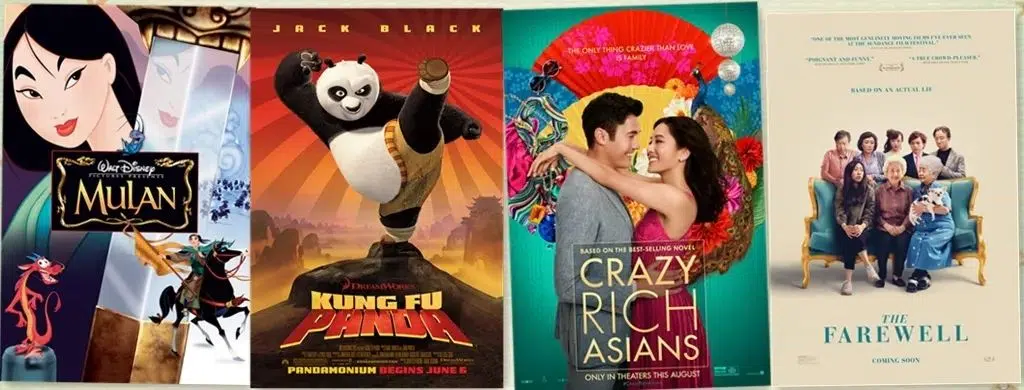 WALT DISNEY
PICTURES PRESENTS
MULAN
JACK BLACK
DREAMWORKS
KUNG FU
PANDA
PANDAMONIUM BEGINS JUNE 6
THE ONLY THING CRAZIER THAN LOVE
IS FAMILY
BASED ON THE BEST-SELLING NOVEL
CRAZY
RICH
ASIANS
ONLY IN THEATERS THIS AUGUST
"ONE OF THE MOST GENUINELY MOVING FILMS I'VE EVER SEEN
AT THE SUNDANCE FILM FESTIVAL."
"POIGNANT AND FUNNY."
"A TRUE CROWD-PLEASER."
BASED ON AN ACTUAL LIE
THE
FAREWELL
COMING SOON
A24